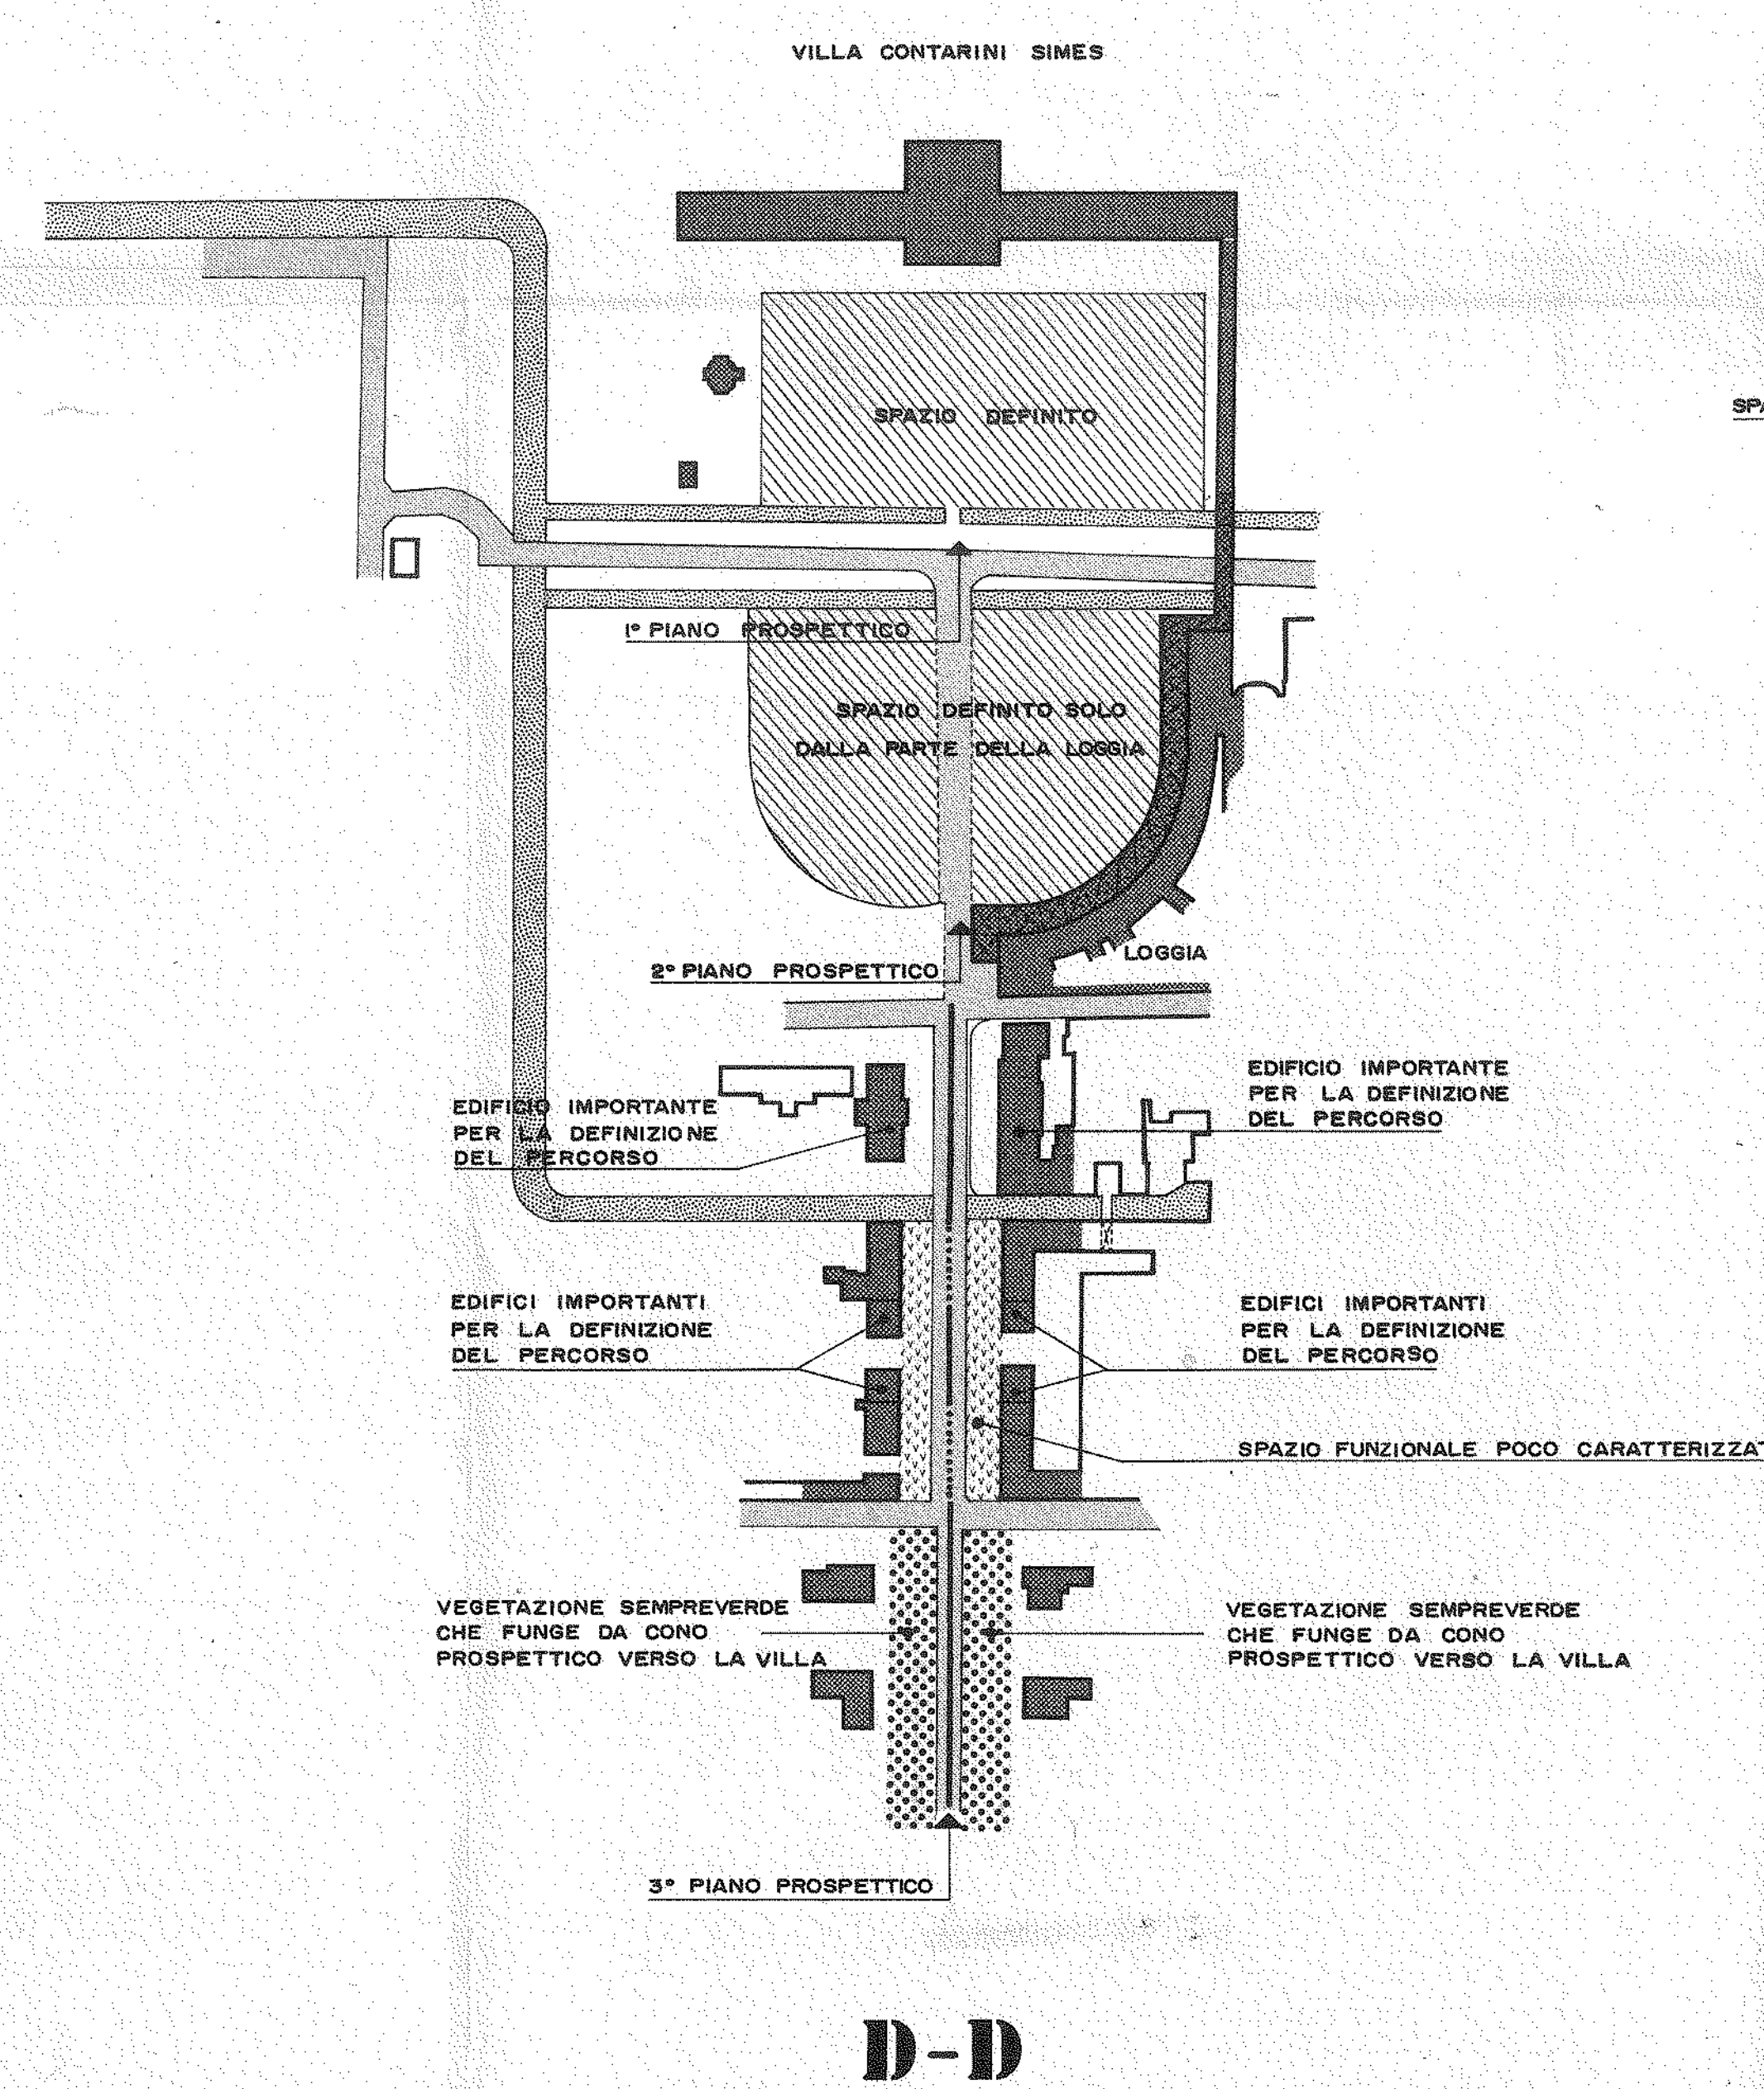 VILLA CONTARINI SIMES
SPAZIO DEFINITO
1° PIANO PROSPETTICO
SPAZIO DEFINITO SOLO
DALLA PARTE DELLA LOGGIA
LOGGIA
2° PIANO PROSPETTICO
EDIFICIO IMPORTANTE
PER LA DEFINIZIONE
DEL PERCORSO
EDIFICIO IMPORTANTE
PER LA DEFINIZIONE
DEL PERCORSO
EDIFICI IMPORTANTI
PER LA DEFINIZIONE
DEL PERCORSO
EDIFICI IMPORTANTI
PER LA DEFINIZIONE
DEL PERCORSO
SPAZIO FUNZIONALE POCO
VEGETAZIONE SEMPREVERDE
CHE FUNGE DA CONO
PROSPETTICO VERSO LA VILLA
VEGETAZIONE SEMPREVERDE
CHE FUNGE DA CONO
PROSPETTICO VERSO LA VILLA
3° PIANO PROSPETTICO
D-D